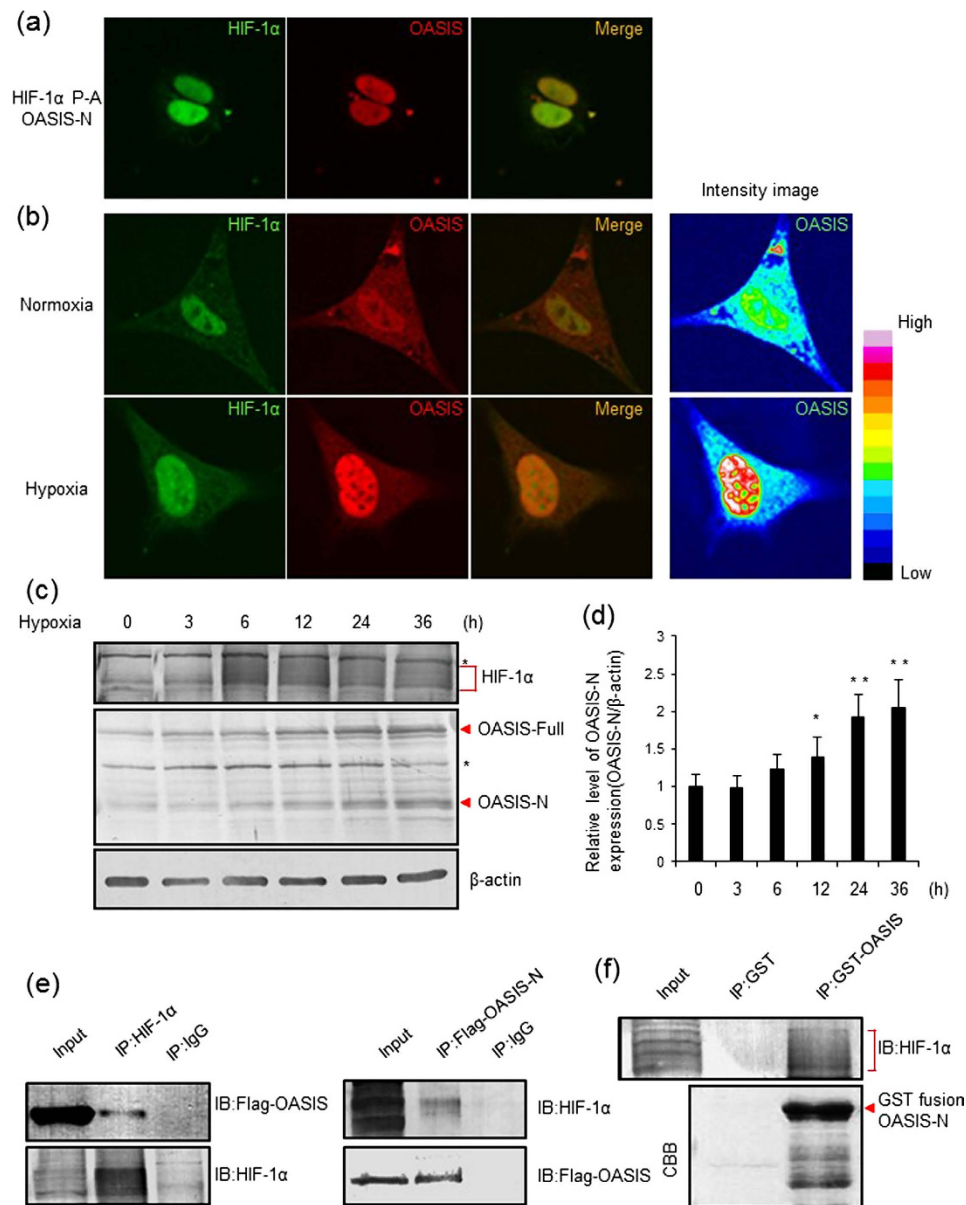 (a)
HIF-1α OASIS Merge
HIF-1α P-A
OASIS-N
Intensity image
(b)
HIF-1α OASIS Merge OASIS
Normoxia
High
HIF-1α OASIS Merge OASIS
Hypoxia
Low
(c)
Hypoxia 0 3 6 12 24 36 (h)
*
HIF-1α
OASIS-Full
*
OASIS-N
β-actin
(d)
Relative level of OASIS-N
expression(OASIS-N/β-actin)
3
2.5
2
1.5
1
0.5
0
* * * * *
0 3 6 12 24 36 (h)
(e)
Input IP:HIF-1α IP:IgG
IB:Flag-OASIS
IB:HIF-1α
Input IP:Flag-OASIS-N IP:IgG
IB:HIF-1α
IB:Flag-OASIS
(f)
Input IP:GST IP:GST-OASIS
IB:HIF-1α
GST fusion
OASIS-N
CBB